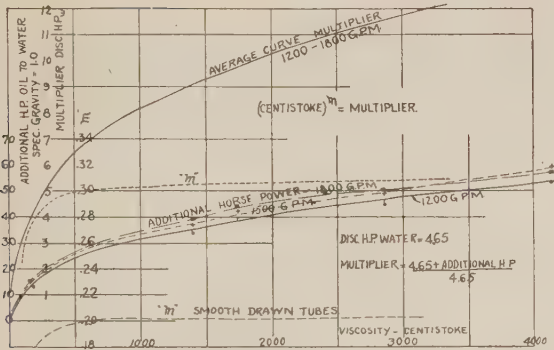 ADDITIONAL H.P. OIL TO WATER
SPEC. GRAVITY = 1.0
MULTIPLIER DISC H.P.
12
11
10
9
8
7
6
5
4
3
2
1
70
60
50
40
30
20
10
0
"m"
.34
.32
.30
.28
.26
.24
.22
.20
.18
AVERAGE CURVE MULTIPLIER
1200-1800 G.P.M.
(CENTISTOKE)^m = MULTIPLIER.
"m"
ADDITIONAL HORSE POWER - 1800 G.P.M
1500 G.P.M.
1200 G.P.M
DISC. H.P. WATER = 4.65
MULTIPLIER = 4.65 + ADDITIONAL H.P
4.65
"m" SMOOTH DRAWN TUBES
VISCOSITY - CENTISTOKE
1000
2000
3000
4000